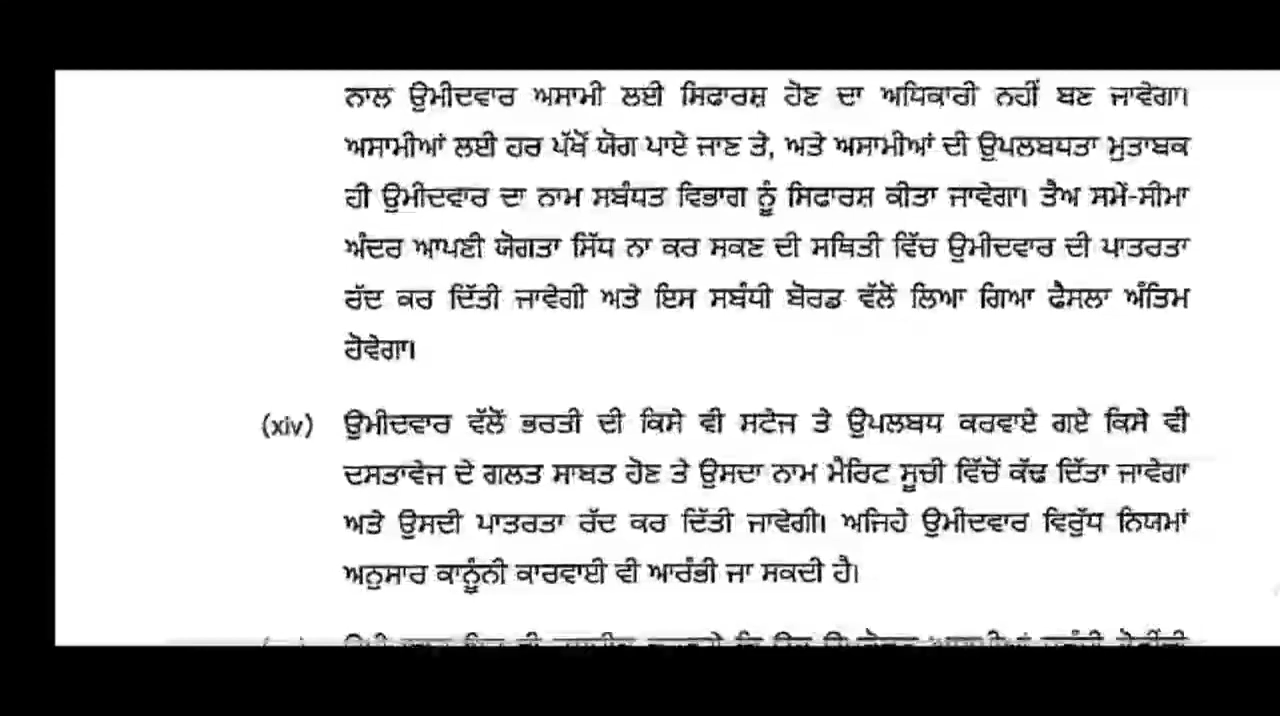 ਨਾਲ ਉਮੀਦਵਾਰ ਅਸਾਮੀ ਲਈ ਸਿਫਾਰਸ਼ ਹੋਣ ਦਾ ਅਧਿਕਾਰੀ ਨਹੀਂ ਬਣ ਜਾਵੇਗਾ।
ਅਸਾਮੀਆਂ ਲਈ ਹਰ ਪੱਖੋਂ ਯੋਗ ਪਾਏ ਜਾਣ ਤੇ, ਅਤੇ ਅਸਾਮੀਆਂ ਦੀ ਉਪਲਬਧਤਾ ਮੁਤਾਬਕ
ਹੀ ਉਮੀਦਵਾਰ ਦਾ ਨਾਮ ਸਬੰਧਤ ਵਿਭਾਗ ਨੂੰ ਸਿਫਾਰਸ਼ ਕੀਤਾ ਜਾਵੇਗਾ। ਤੈਅ ਸਮੇਂ-ਸੀਮਾ
ਅੰਦਰ ਆਪਣੀ ਯੋਗਤਾ ਸਿੱਧ ਨਾ ਕਰ ਸਕਣ ਦੀ ਸਥਿਤੀ ਵਿੱਚ ਉਮੀਦਵਾਰ ਦੀ ਪਾਤਰਤਾ
ਰੱਦ ਕਰ ਦਿੱਤੀ ਜਾਵੇਗੀ ਅਤੇ ਇਸ ਸਬੰਧੀ ਬੋਰਡ ਵੱਲੋਂ ਲਿਆ ਗਿਆ ਫੈਸਲਾ ਅੰਤਿਮ
ਹੋਵੇਗਾ।
(xiv) ਉਮੀਦਵਾਰ ਵੱਲੋਂ ਭਰਤੀ ਦੀ ਕਿਸੇ ਵੀ ਸਟੇਜ ਤੇ ਉਪਲਬਧ ਕਰਵਾਏ ਗਏ ਕਿਸੇ ਵੀ
ਦਸਤਾਵੇਜ ਦੇ ਗਲਤ ਸਾਬਤ ਹੋਣ ਤੇ ਉਸਦਾ ਨਾਮ ਮੈਰਿਟ ਸੂਚੀ ਵਿੱਚੋਂ ਕੱਢ ਦਿੱਤਾ ਜਾਵੇਗਾ
ਅਤੇ ਉਸਦੀ ਪਾਤਰਤਾ ਰੱਦ ਕਰ ਦਿੱਤੀ ਜਾਵੇਗੀ। ਅਜਿਹੇ ਉਮੀਦਵਾਰ ਵਿਰੁੱਧ ਨਿਯਮਾਂ
ਅਨੁਸਾਰ ਕਾਨੂੰਨੀ ਕਾਰਵਾਈ ਵੀ ਆਰੰਭੀ ਜਾ ਸਕਦੀ ਹੈ।